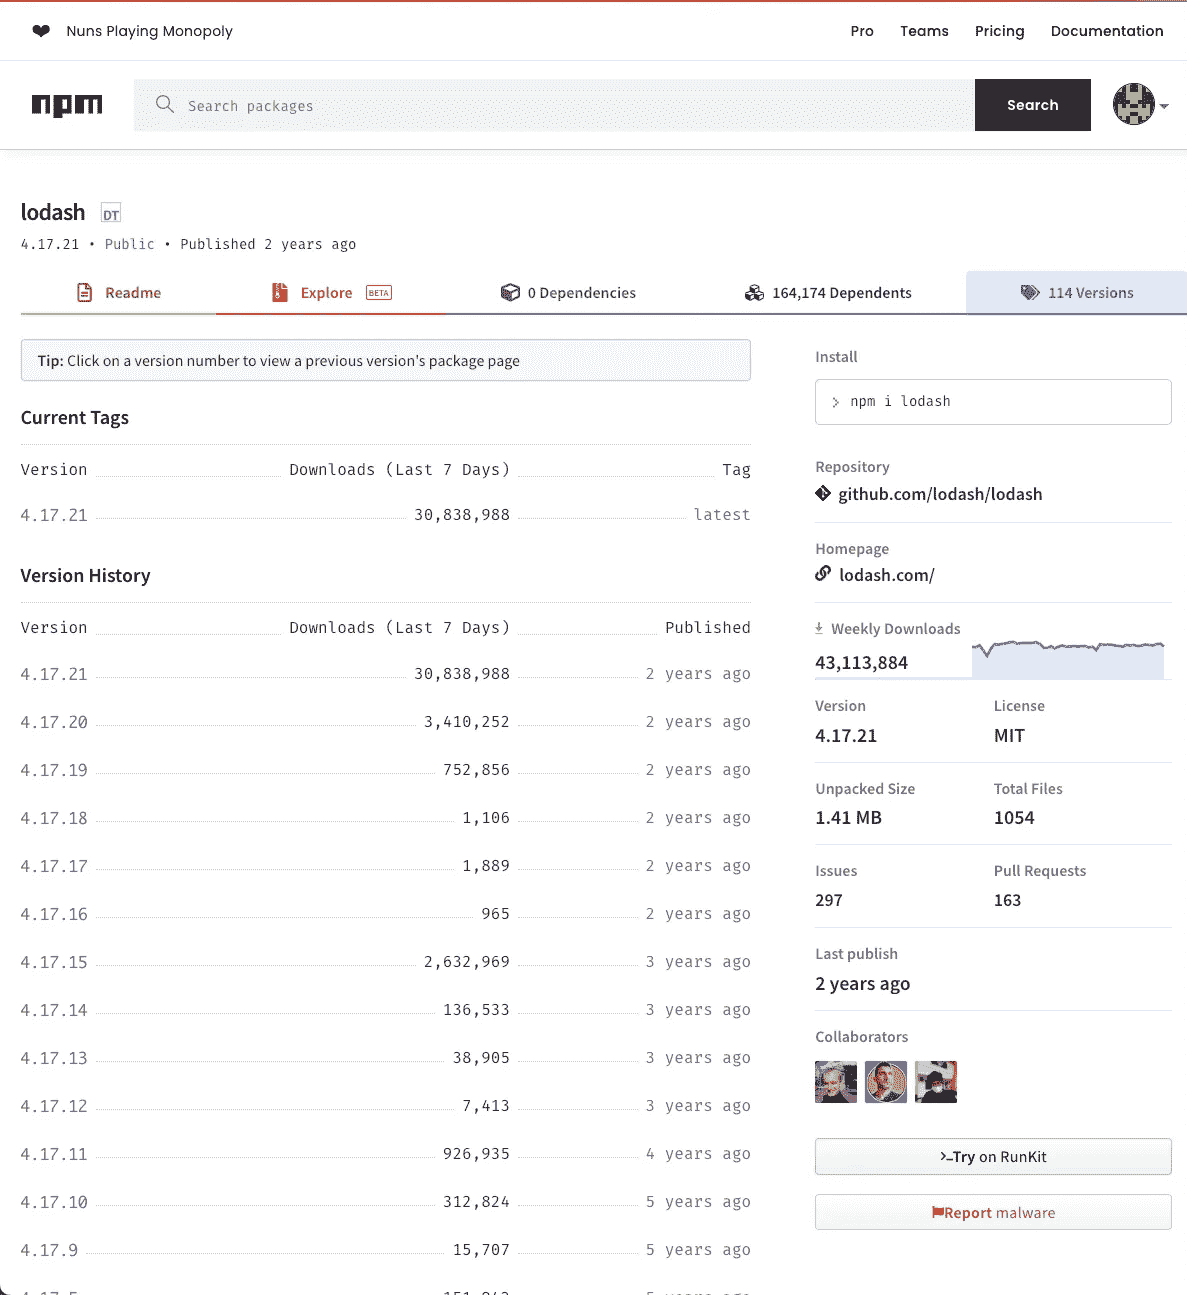 Nuns Playing Monopoly
Pro Teams Pricing Documentation
npm Search packages Search
lodash DT
4.17.21 • Public • Published 2 years ago
Readme Explore BETA 0 Dependencies 164,174 Dependents 114 Versions
Tip: Click on a version number to view a previous version's package page
Current Tags
Version Downloads (Last 7 Days) Tag
4.17.21 30,838,988 latest
Version History
Version Downloads (Last 7 Days) Published
4.17.21 30,838,988 2 years ago
4.17.20 3,410,252 2 years ago
4.17.19 752,856 2 years ago
4.17.18 1,106 2 years ago
4.17.17 1,889 2 years ago
4.17.16 965 2 years ago
4.17.15 2,632,969 3 years ago
4.17.14 136,533 3 years ago
4.17.13 38,905 3 years ago
4.17.12 7,413 3 years ago
4.17.11 926,935 4 years ago
4.17.10 312,824 5 years ago
4.17.9 15,707 5 years ago
Install
> npm i lodash
Repository
github.com/lodash/lodash
Homepage
lodash.com/
Weekly Downloads
43,113,884
Version License
4.17.21 MIT
Unpacked Size Total Files
1.41 MB 1054
Issues Pull Requests
297 163
Last publish
2 years ago
Collaborators
>_Try on RunKit
Report malware